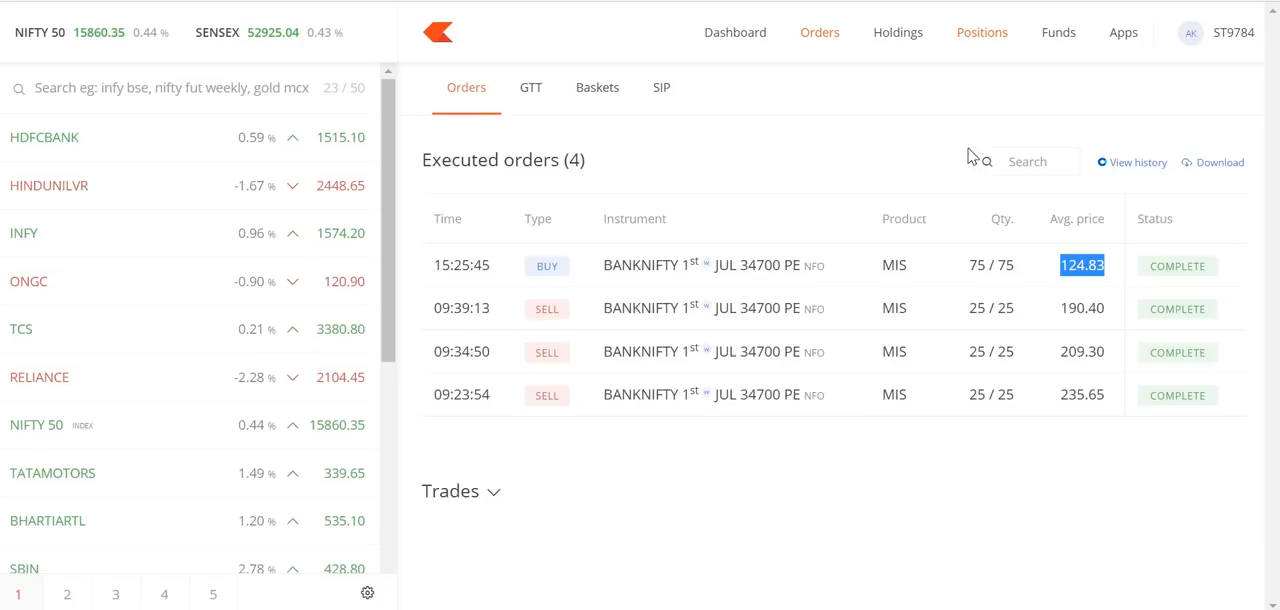 NIFTY 50 15860.35 0.44 % SENSEX 52925.04 0.43 %
Dashboard Orders Holdings Positions Funds Apps AK ST9784
Search eg: infy bse, nifty fut weekly, gold mcx 23 / 50
HDFCBANK 0.59 % 1515.10
HINDUNILVR -1.67 % 2448.65
INFY 0.96 % 1574.20
ONGC -0.90 % 120.90
TCS 0.21 % 3380.80
RELIANCE -2.28 % 2104.45
NIFTY 50 INDEX 0.44 % 15860.35
TATAMOTORS 1.49 % 339.65
BHARTIARTL 1.20 % 535.10
SBIN 2.78 % 428.80
1 2 3 4 5
Orders GTT Baskets SIP
Executed orders (4) Search View history Download
Time Type Instrument Product Qty. Avg. price Status
15:25:45 BUY BANKNIFTY 1st w JUL 34700 PE NFO MIS 75 / 75 124.83 COMPLETE
09:39:13 SELL BANKNIFTY 1st w JUL 34700 PE NFO MIS 25 / 25 190.40 COMPLETE
09:34:50 SELL BANKNIFTY 1st w JUL 34700 PE NFO MIS 25 / 25 209.30 COMPLETE
09:23:54 SELL BANKNIFTY 1st w JUL 34700 PE NFO MIS 25 / 25 235.65 COMPLETE
Trades